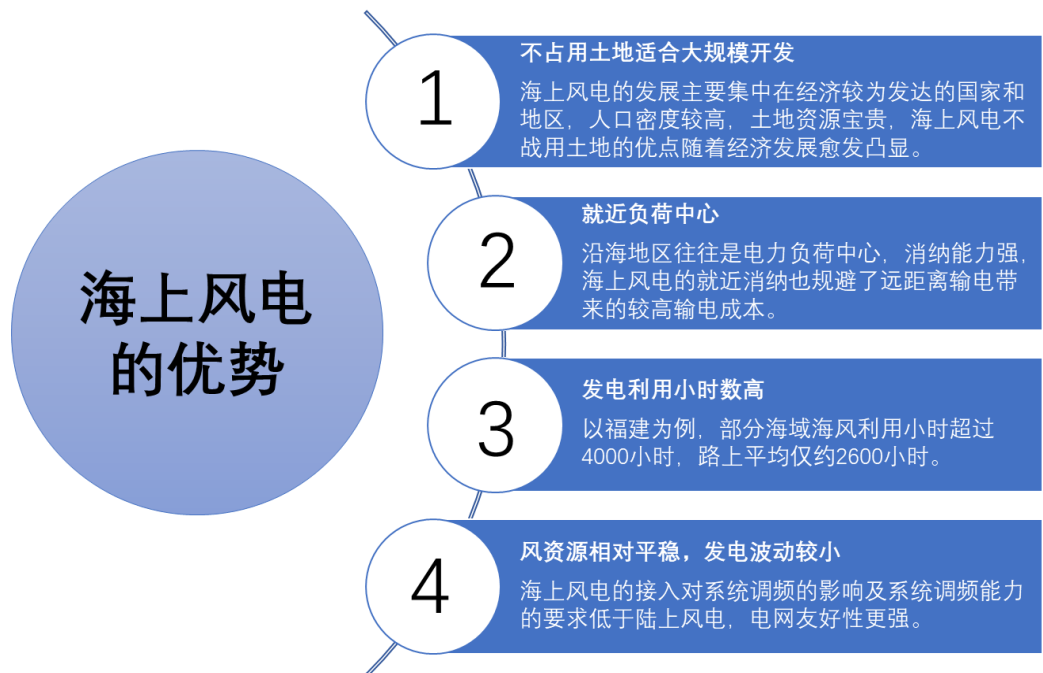 海上风电
的优势
1
不占用土地适合大规模开发
海上风电的发展主要集中在经济较为发达的国家和
地区，人口密度较高，土地资源宝贵，海上风电不
战用土地的优点随着经济发展愈发凸显。
2
就近负荷中心
沿海地区往往是电力负荷中心，消纳能力强，
海上风电的就近消纳也规避了远距离输电带
来的较高输电成本。
3
发电利用小时数高
以福建为例，部分海域海风利用小时超过
4000小时，路上平均仅约2600小时。
4
风资源相对平稳，发电波动较小
海上风电的接入对系统调频的影响及系统调频能力
的要求低于陆上风电，电网友好性更强。